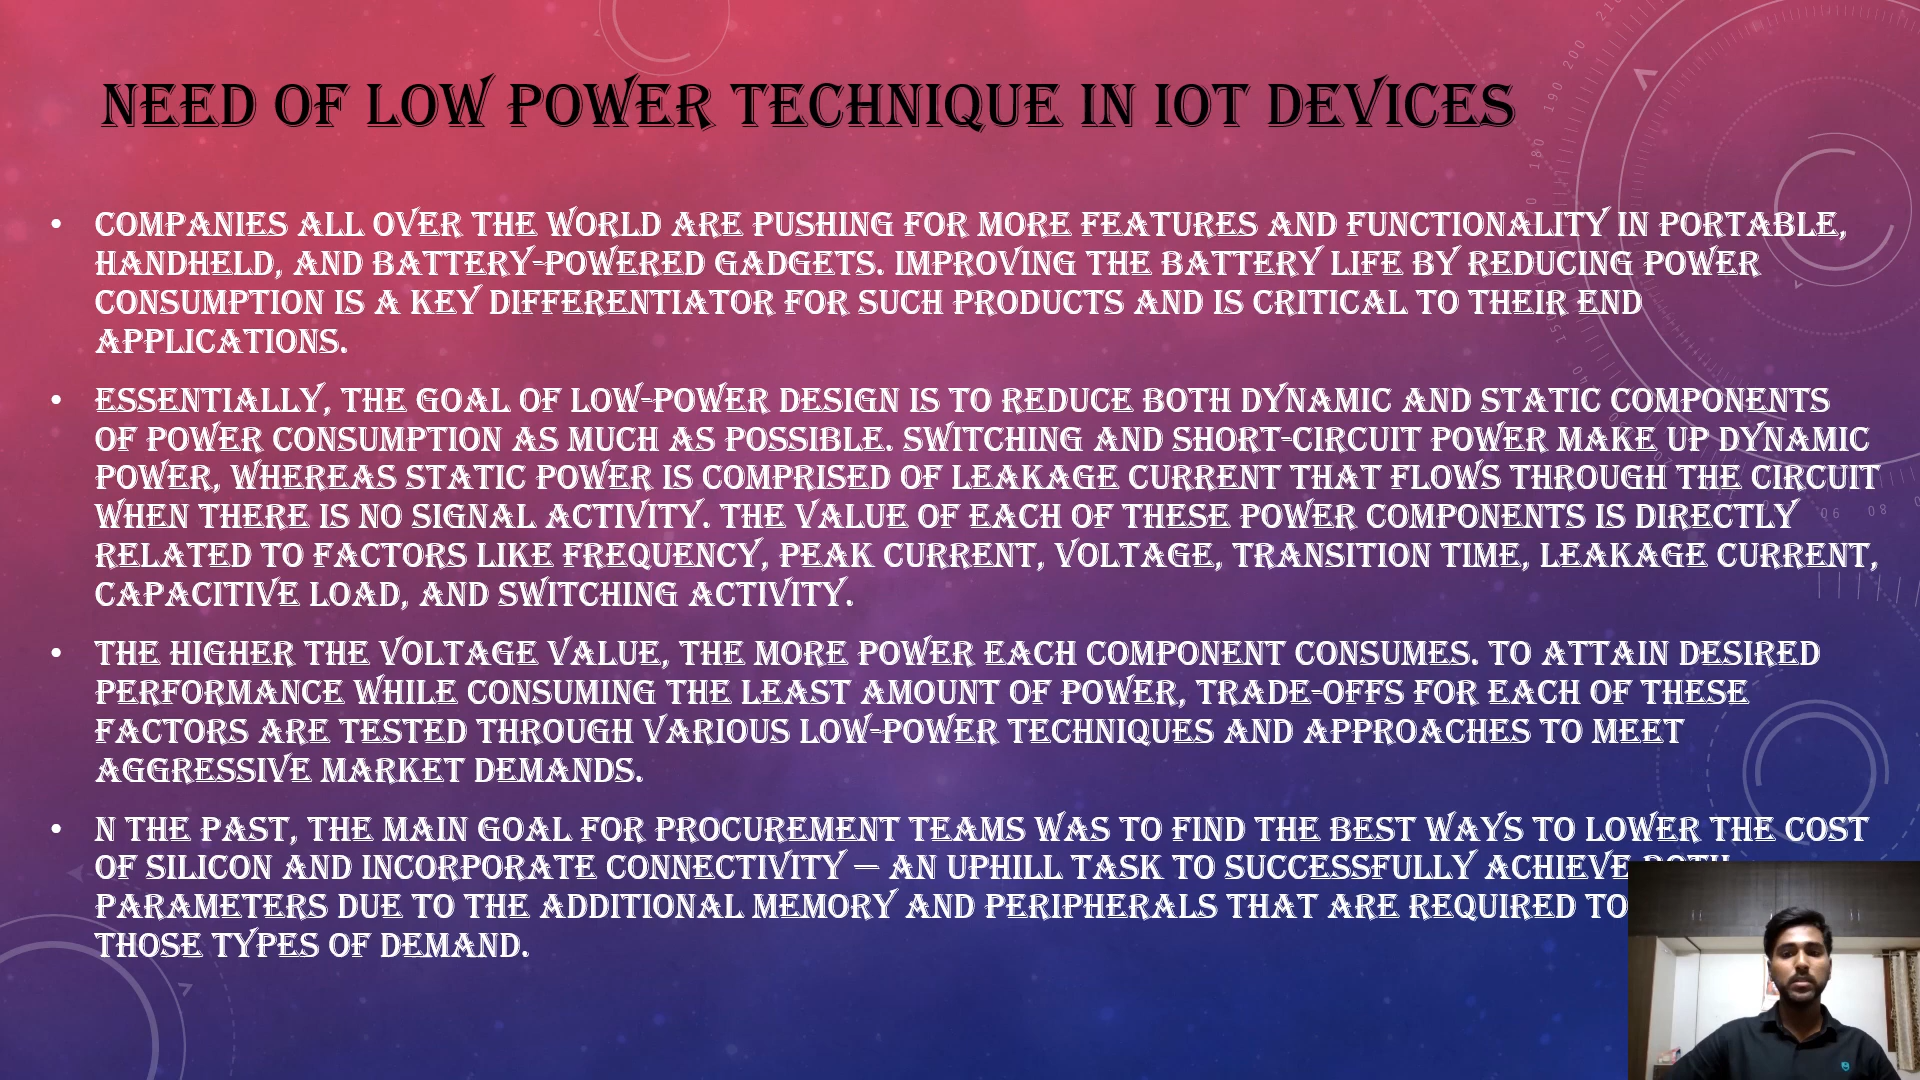 NEED OF LOW POWER TECHNIQUE IN IOT DEVICES
• COMPANIES ALL OVER THE WORLD ARE PUSHING FOR MORE FEATURES AND FUNCTIONALITY IN PORTABLE,
HANDHELD, AND BATTERY-POWERED GADGETS. IMPROVING THE BATTERY LIFE BY REDUCING POWER
CONSUMPTION IS A KEY DIFFERENTIATOR FOR SUCH PRODUCTS AND IS CRITICAL TO THEIR END
APPLICATIONS.
• ESSENTIALLY, THE GOAL OF LOW-POWER DESIGN IS TO REDUCE BOTH DYNAMIC AND STATIC COMPONENTS
OF POWER CONSUMPTION AS MUCH AS POSSIBLE. SWITCHING AND SHORT-CIRCUIT POWER MAKE UP DYNAMIC
POWER, WHEREAS STATIC POWER IS COMPRISED OF LEAKAGE CURRENT THAT FLOWS THROUGH THE CIRCUIT
WHEN THERE IS NO SIGNAL ACTIVITY. THE VALUE OF EACH OF THESE POWER COMPONENTS IS DIRECTLY
RELATED TO FACTORS LIKE FREQUENCY, PEAK CURRENT, VOLTAGE, TRANSITION TIME, LEAKAGE CURRENT,
CAPACITIVE LOAD, AND SWITCHING ACTIVITY.
• THE HIGHER THE VOLTAGE VALUE, THE MORE POWER EACH COMPONENT CONSUMES. TO ATTAIN DESIRED
PERFORMANCE WHILE CONSUMING THE LEAST AMOUNT OF POWER, TRADE-OFFS FOR EACH OF THESE
FACTORS ARE TESTED THROUGH VARIOUS LOW-POWER TECHNIQUES AND APPROACHES TO MEET
AGGRESSIVE MARKET DEMANDS.
• N THE PAST, THE MAIN GOAL FOR PROCUREMENT TEAMS WAS TO FIND THE BEST WAYS TO LOWER THE COST
OF SILICON AND INCORPORATE CONNECTIVITY — AN UPHILL TASK TO SUCCESSFULLY ACHIEVE
PARAMETERS DUE TO THE ADDITIONAL MEMORY AND PERIPHERALS THAT ARE REQUIRED TO
THOSE TYPES OF DEMAND.